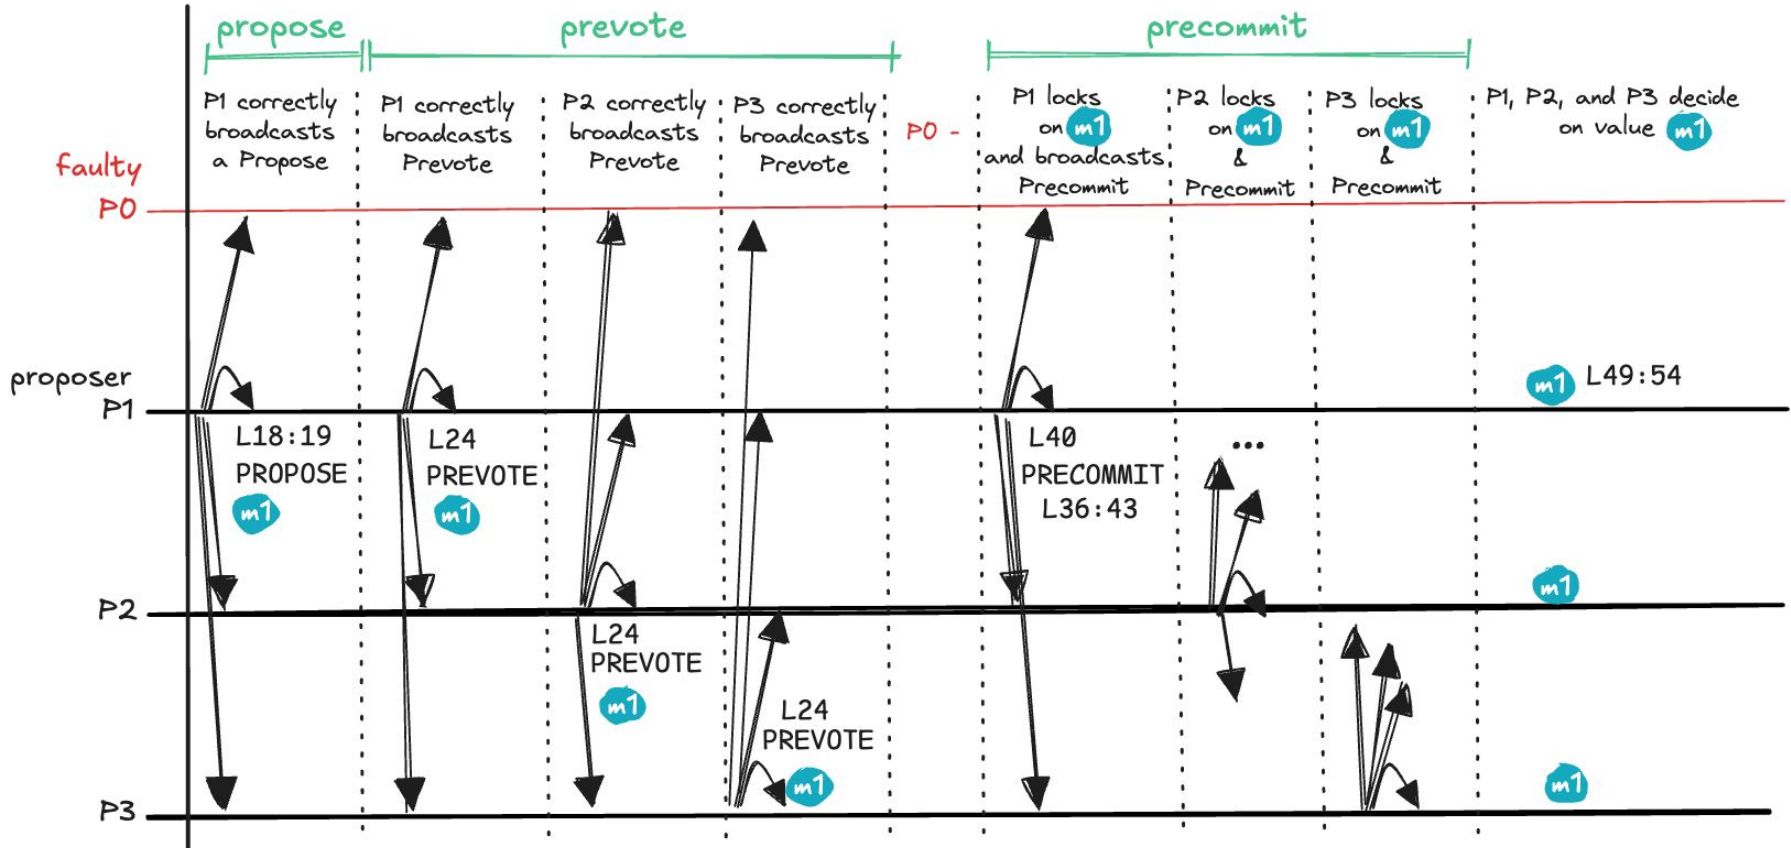 propose
prevote
precommit
P1 correctly
broadcasts
a Propose
P1 correctly
broadcasts
Prevote
P2 correctly
broadcasts
Prevote
P3 correctly
broadcasts
Prevote
P0 -
P1 locks
on m1
and broadcasts
Precommit
P2 locks
on m1
&
Precommit
P3 locks
on m1
&
Precommit
P1, P2, and P3 decide
on value m1
faulty
P0
proposer
P1
L18:19
PROPOSE
m1
L24
PREVOTE
m1
L40
PRECOMMIT
L36:43
...
m1 L49:54
P2
L24
PREVOTE
m1
m1
L24
PREVOTE
m1
P3
m1